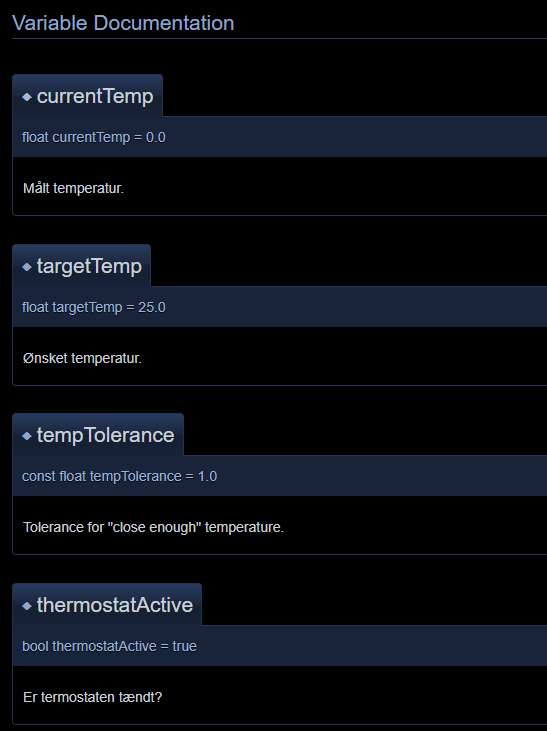 Variable Documentation
◆ currentTemp
float currentTemp = 0.0
Målt temperatur.
◆ targetTemp
float targetTemp = 25.0
Ønsket temperatur.
◆ tempTolerance
const float tempTolerance = 1.0
Tolerance for "close enough" temperature.
◆ thermostatActive
bool thermostatActive = true
Er termostaten tændt?